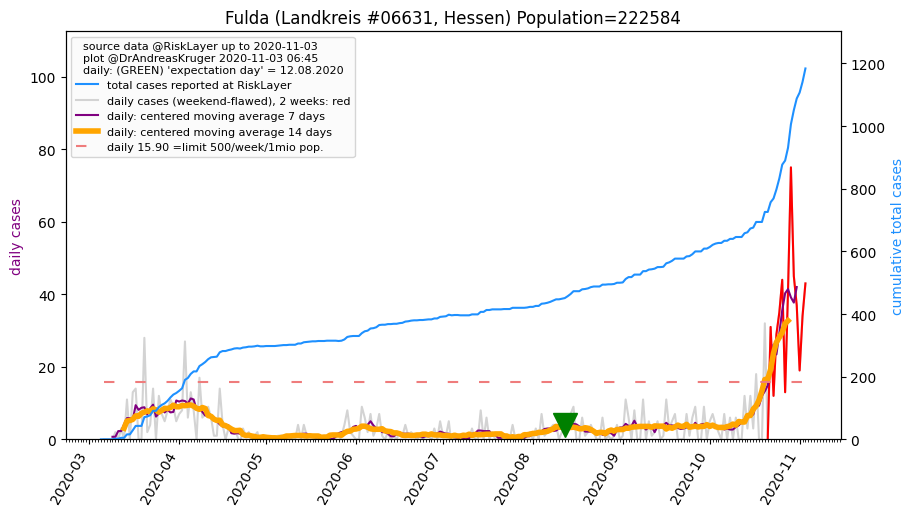 Fulda (Landkreis #06631, Hessen) Population=222584
source data @RiskLayer up to 2020-11-03
plot @DrAndreasKruger 2020-11-03 06:45
daily: (GREEN) 'expectation day' = 12.08.2020
total cases reported at RiskLayer
daily cases (weekend-flawed), 2 weeks: red
daily: centered moving average 7 days
daily: centered moving average 14 days
daily 15.90 =limit 500/week/1mio pop.
daily cases
100
80
60
40
20
0
cumulative total cases
1200
1000
800
600
400
200
0
2020-03
2020-04
2020-05
2020-06
2020-07
2020-08
2020-09
2020-10
2020-11